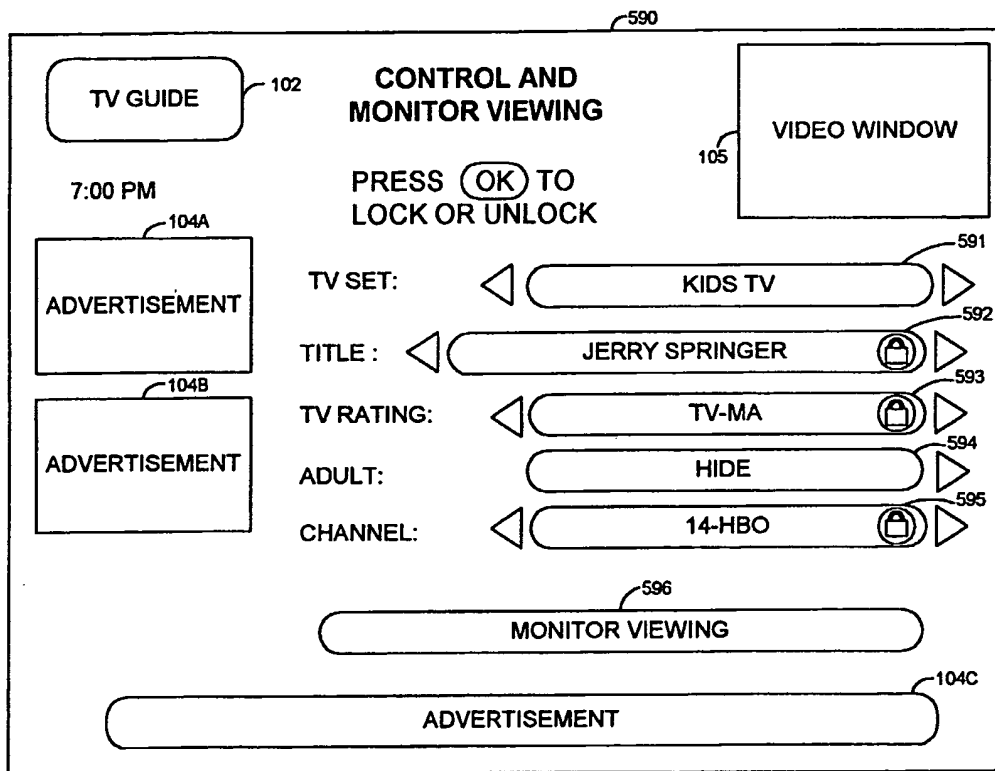 590
TV GUIDE
102
CONTROL AND
MONITOR VIEWING
VIDEO WINDOW
105
7:00 PM
PRESS OK TO
LOCK OR UNLOCK
104A
ADVERTISEMENT
591
TV SET:
KIDS TV
592
TITLE :
JERRY SPRINGER
104B
ADVERTISEMENT
593
TV RATING:
TV-MA
594
ADULT:
HIDE
595
CHANNEL:
14-HBO
596
MONITOR VIEWING
104C
ADVERTISEMENT